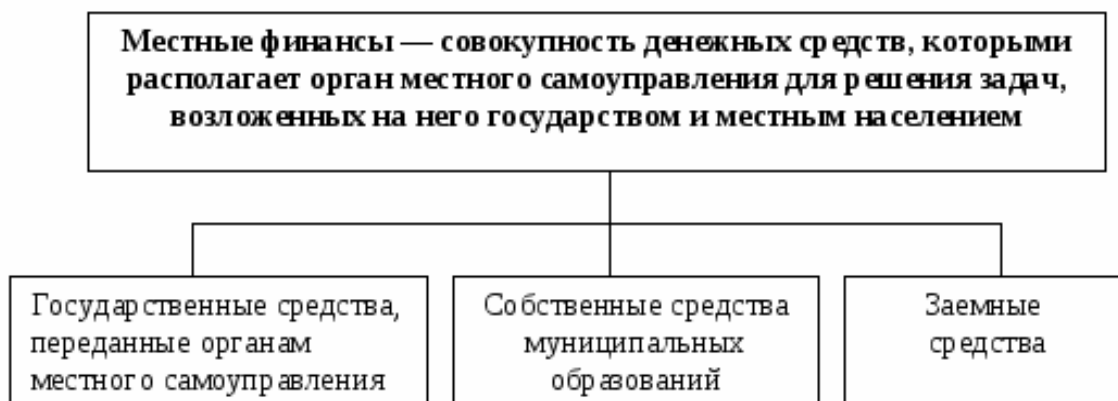 Местные финансы — совокупность денежных средств, которыми
располагает орган местного самоуправления для решения задач,
возложенных на него государством и местным населением
Государственные средства,
переданные органам
местного самоуправления
Собственные средства
муниципальных
образований
Заемные
средства